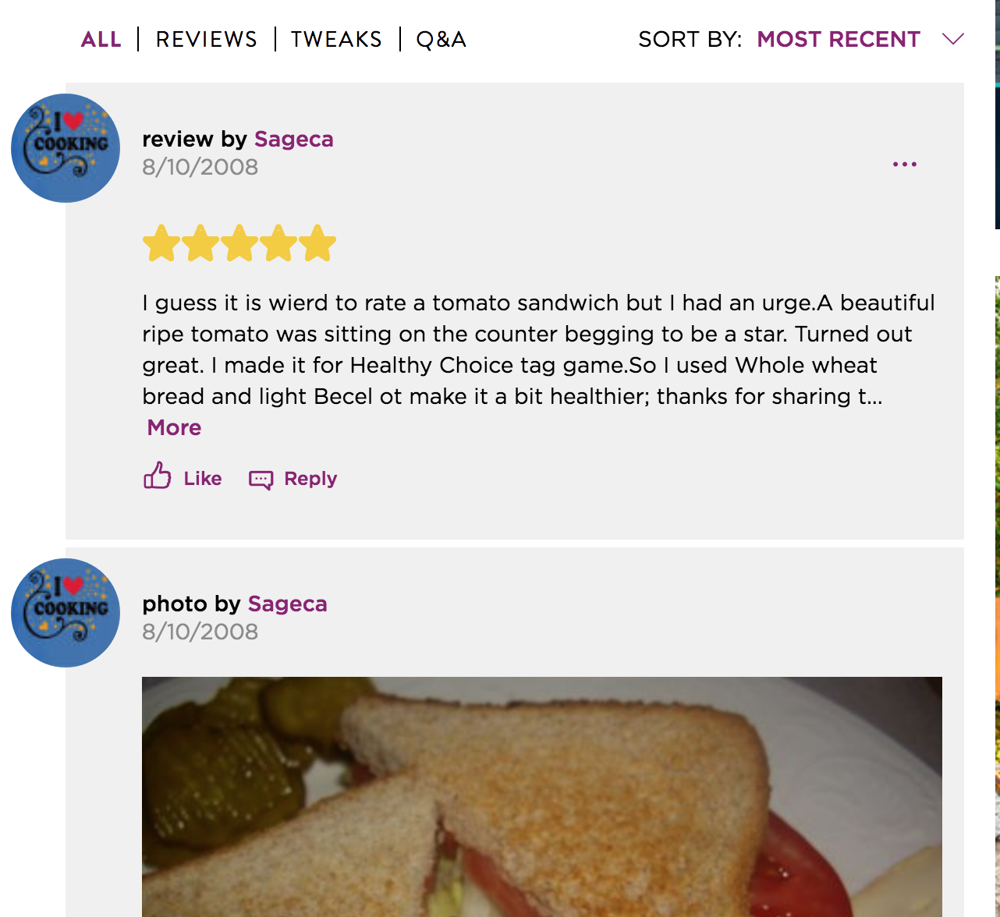 ALL | REVIEWS | TWEAKS | Q&A SORT BY: MOST RECENT
I ❤ COOKING
review by Sageca
8/10/2008
...
I guess it is wierd to rate a tomato sandwich but I had an urge.A beautiful
ripe tomato was sitting on the counter begging to be a star. Turned out
great. I made it for Healthy Choice tag game.So I used Whole wheat
bread and light Becel ot make it a bit healthier; thanks for sharing t...
More
Like Reply
I ❤ COOKING
photo by Sageca
8/10/2008